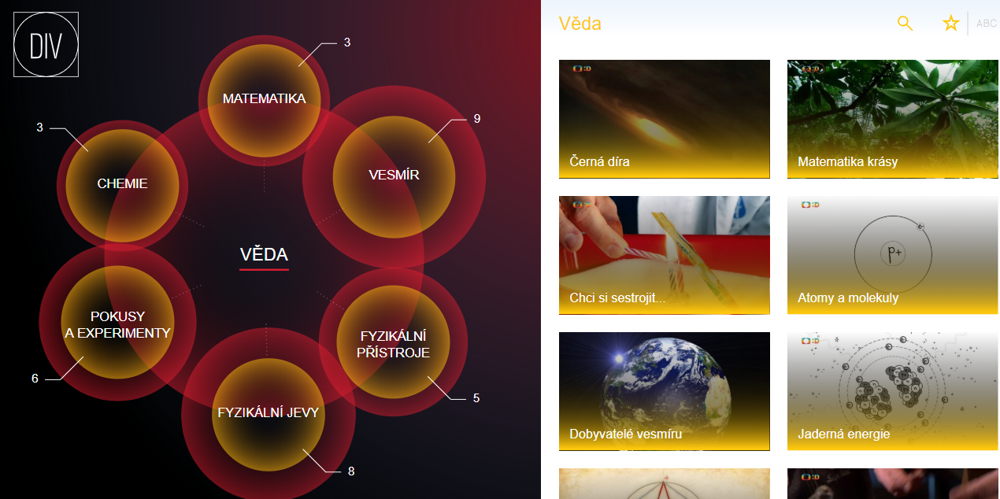 DIV
MATEMATIKA
3
VESMÍR
9
CHEMIE
3
VĚDA
POKUSY
A EXPERIMENTY
6
FYZIKÁLNÍ
PŘÍSTROJE
5
FYZIKÁLNÍ JEVY
8
Věda
ABC
:D
Černá díra
Matematika krásy
:D
Chci si sestrojit...
:D
p+
Atomy a molekuly
Dobyvatelé vesmíru
:D
Jaderná energie
:D